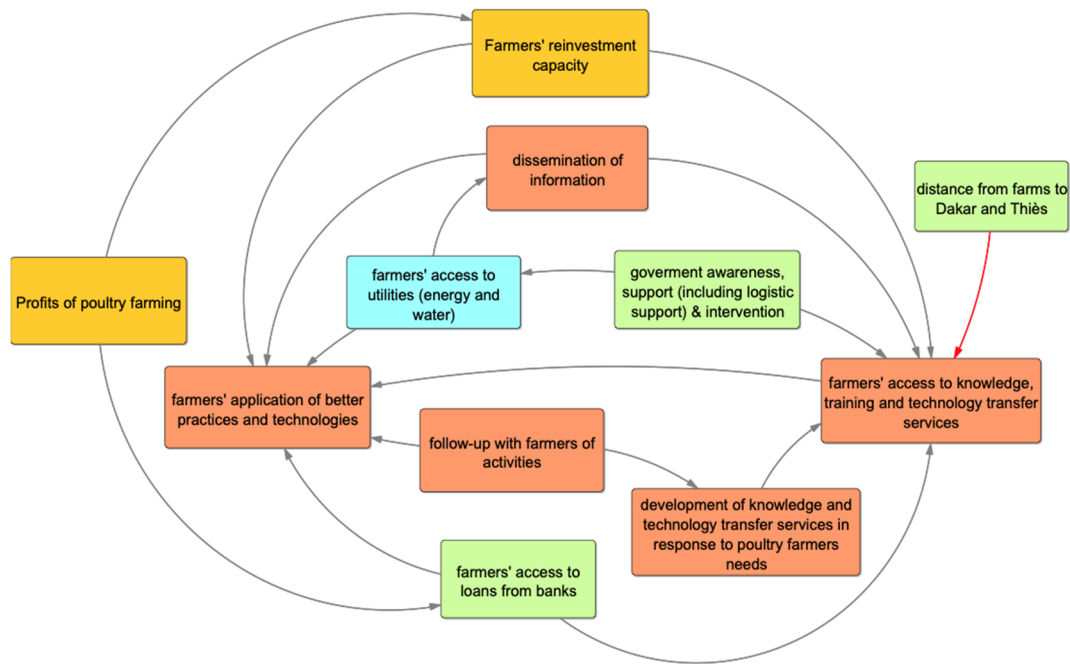 Farmers' reinvestment
capacity
dissemination of
information
distance from farms to
Dakar and Thiès
farmers' access to
utilities (energy and
water)
goverment awareness,
support (including logistic
support) & intervention
Profits of poultry farming
farmers' application of better
practices and technologies
farmers' access to knowledge,
training and technology transfer
services
follow-up with farmers of
activities
development of knowledge and
technology transfer services in
response to poultry farmers
needs
farmers' access to
loans from banks